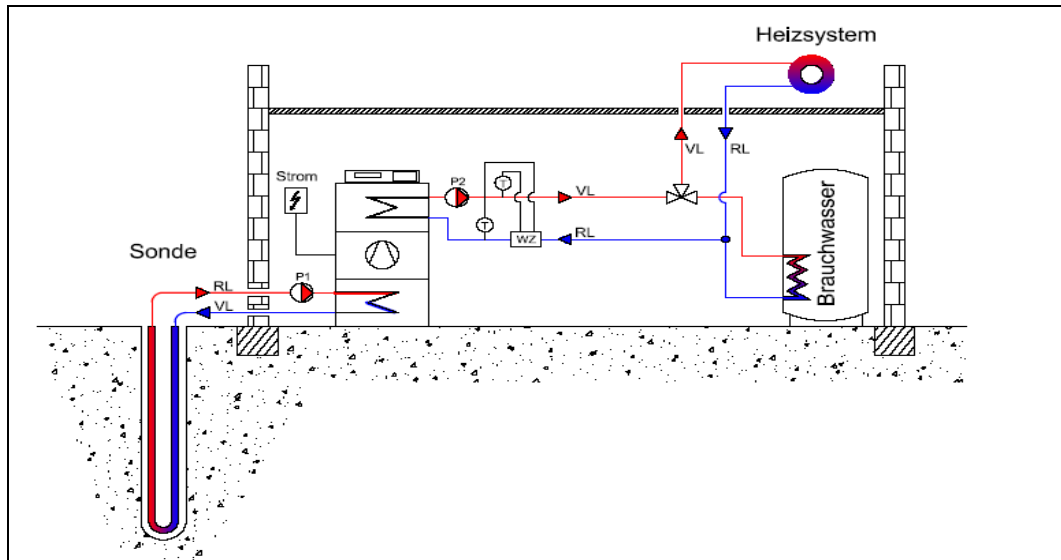 Heizsystem
VL
RL
Strom
P2
T
VL
T
WZ
RL
Brauchwasser
Sonde
RL
P1
VL